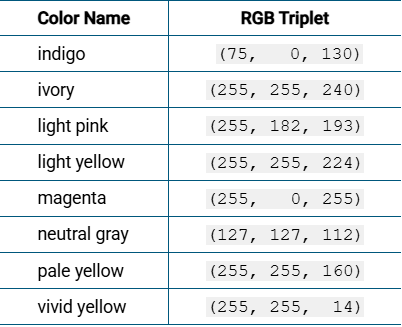 Color Name RGB Triplet
indigo (75, 0, 130)
ivory (255, 255, 240)
light pink (255, 182, 193)
light yellow (255, 255, 224)
magenta (255, 0, 255)
neutral gray (127, 127, 112)
pale yellow (255, 255, 160)
vivid yellow (255, 255, 14)